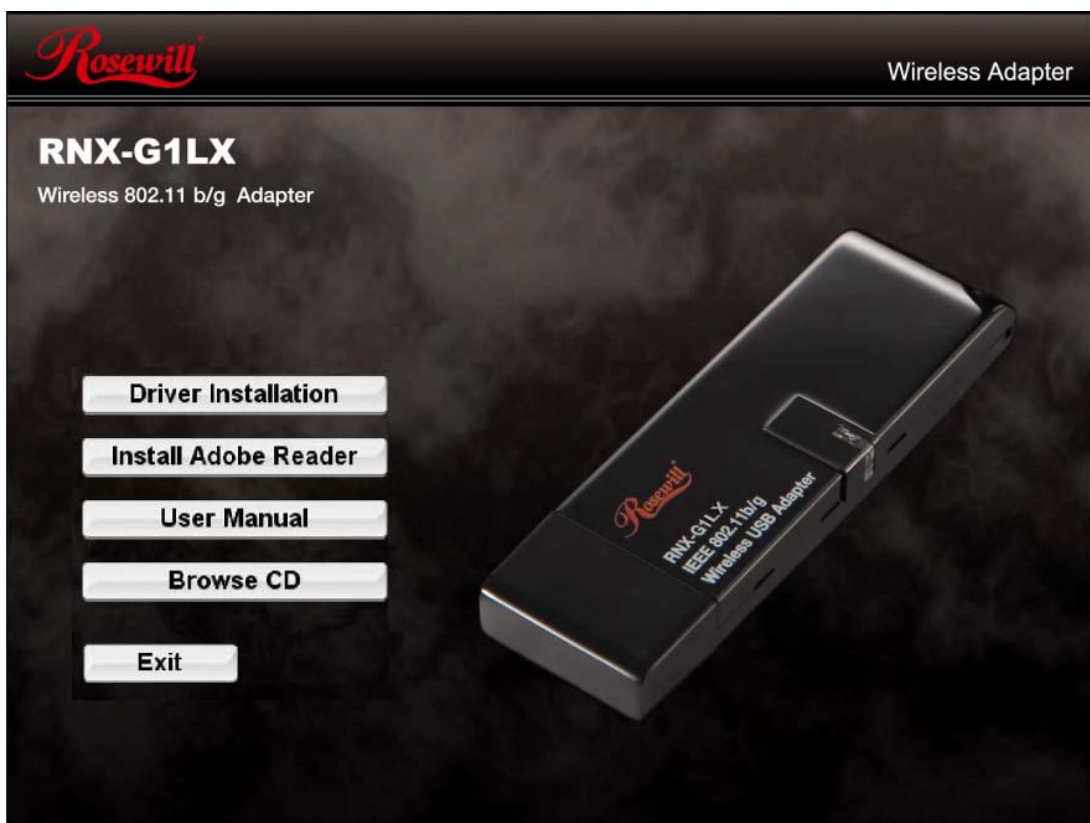 Rosewill
Wireless Adapter
RNX-G1LX
Wireless 802.11 b/g Adapter
Driver Installation
Install Adobe Reader
User Manual
Browse CD
Exit
Rosewill
RNX-G1LX
IEEE 802.11b/g
Wireless USB Adapter